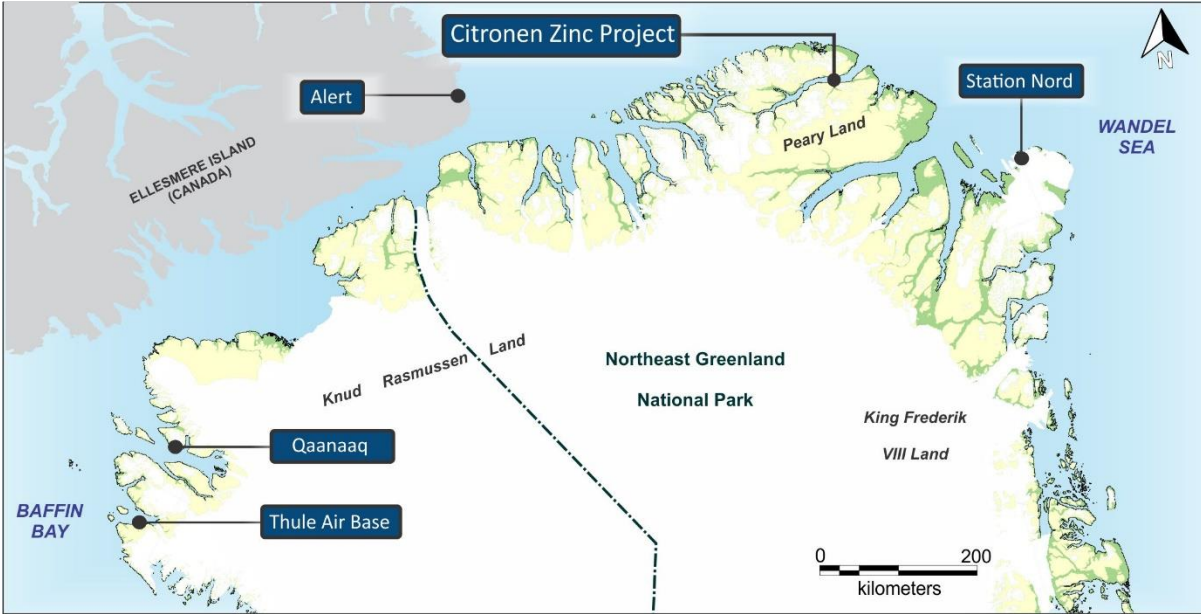 Citronen Zinc Project
N
Alert
Station Nord
WANDEL
SEA
Peary Land
ELLESMERE ISLAND
(CANADA)
Knud Rasmussen Land
Northeast Greenland
National Park
King Frederik
VIII Land
Qaanaaq
BAFFIN
BAY
Thule Air Base
0 200
kilometers